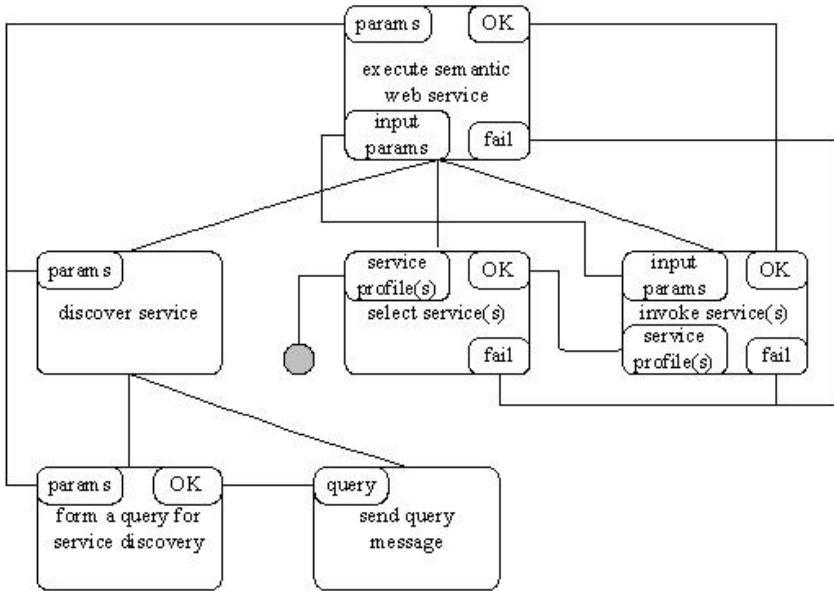 params
OK
execute semantic
web service
input
params
fail
params
discover service
service
profile(s)
OK
select service(s)
fail
input
params
OK
invoke service(s)
service
profile(s)
fail
params
OK
form a query for
service discovery
query
send query
message